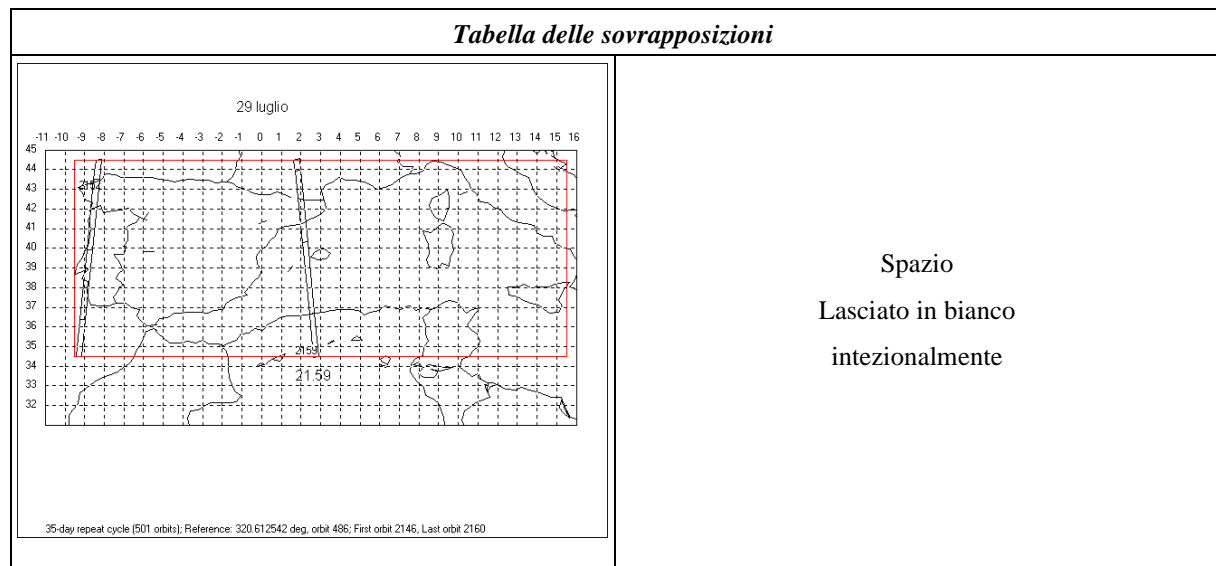 Tabella delle sovrapposizioni
29 luglio
-11 -10 -9 -8 -7 -6 -5 -4 -3 -2 -1 0 1 2 3 4 5 6 7 8 9 10 11 12 13 14 15 16
45
44
43
42
41
40
39
38
37
36
35
34
33
32
2159
21:59
35-day repeat cycle (501 orbits); Reference: 320.612542 deg, orbit 486; First orbit 2146, Last orbit 2160
Spazio
Lasciato in bianco
intezionalmente